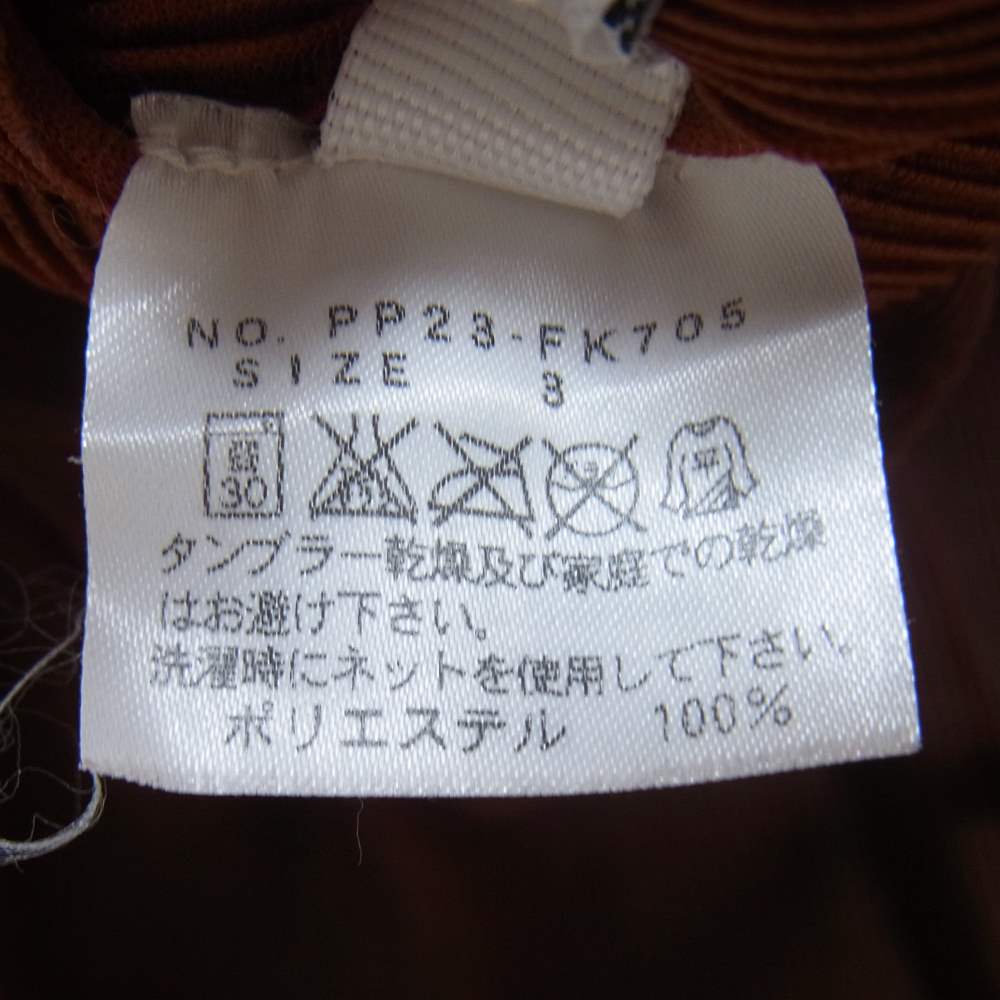 NO. PP23-FK705
SIZE 3
弱 30 平
タンブラー乾燥及び家庭での乾燥
はお避け下さい。
洗濯時にネットを使用して下さい。
ポリエステル 100%